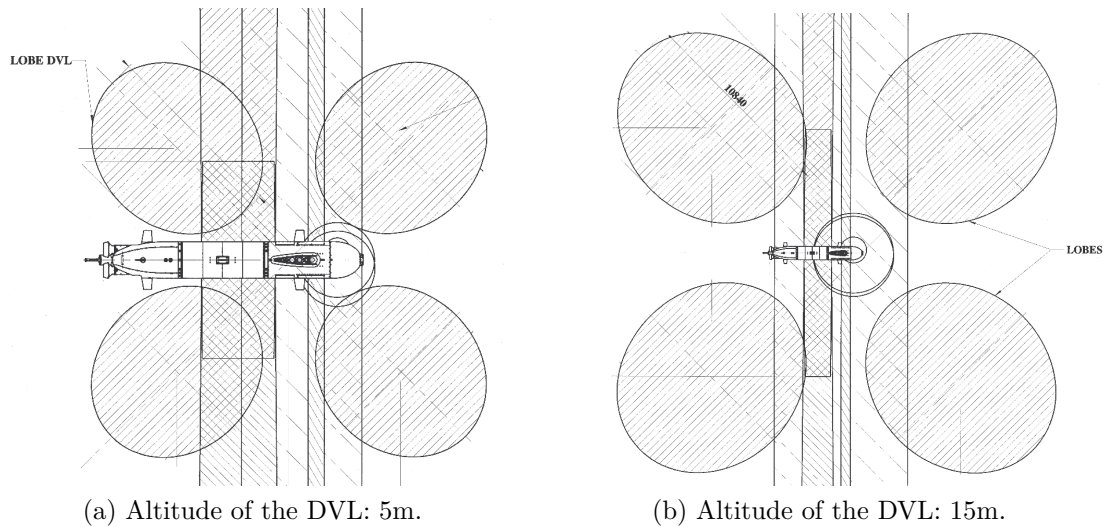 LOBE DVL
10840
LOBES
(a) Altitude of the DVL: 5m.
(b) Altitude of the DVL: 15m.